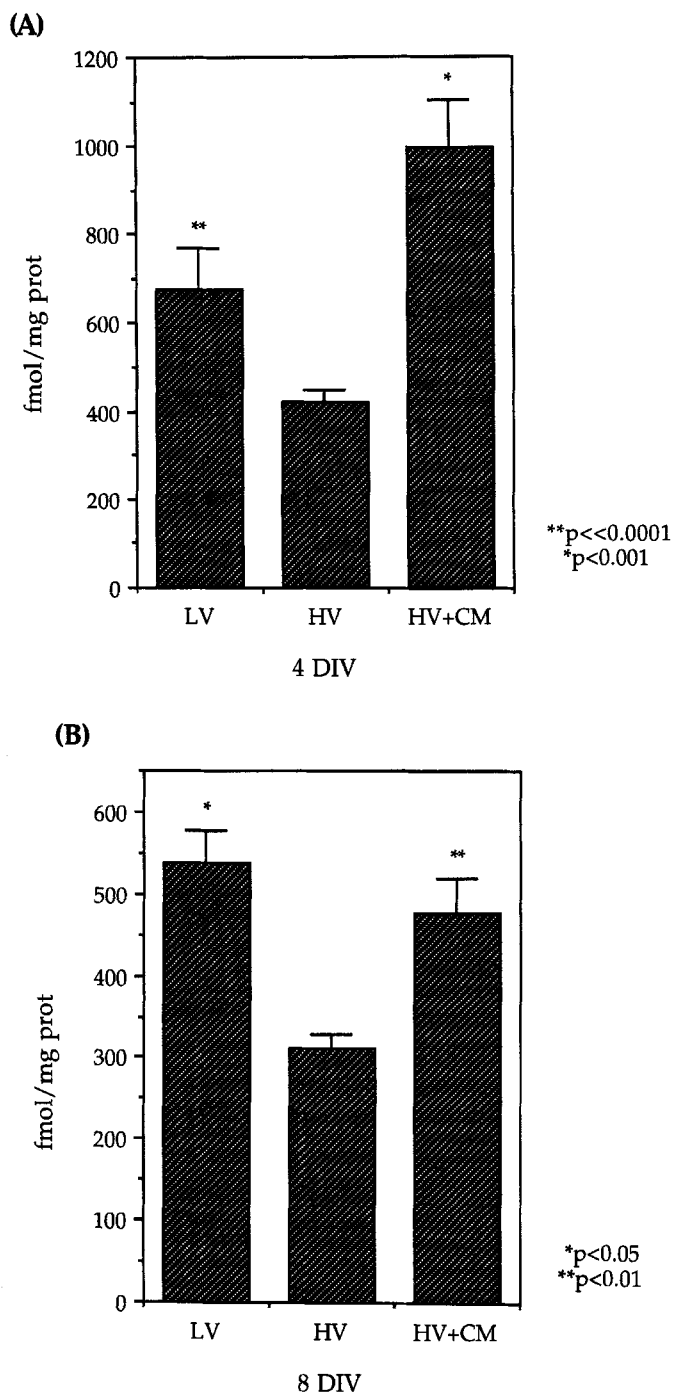 (A)
1200
1000
800
600
400
200
0
fmol/mg prot
**
*
LV HV HV+CM
4 DIV
**p<<0.0001
*p<0.001
(B)
600
500
400
300
200
100
0
fmol/mg prot
*
**
LV HV HV+CM
8 DIV
*p<0.05
**p<0.01